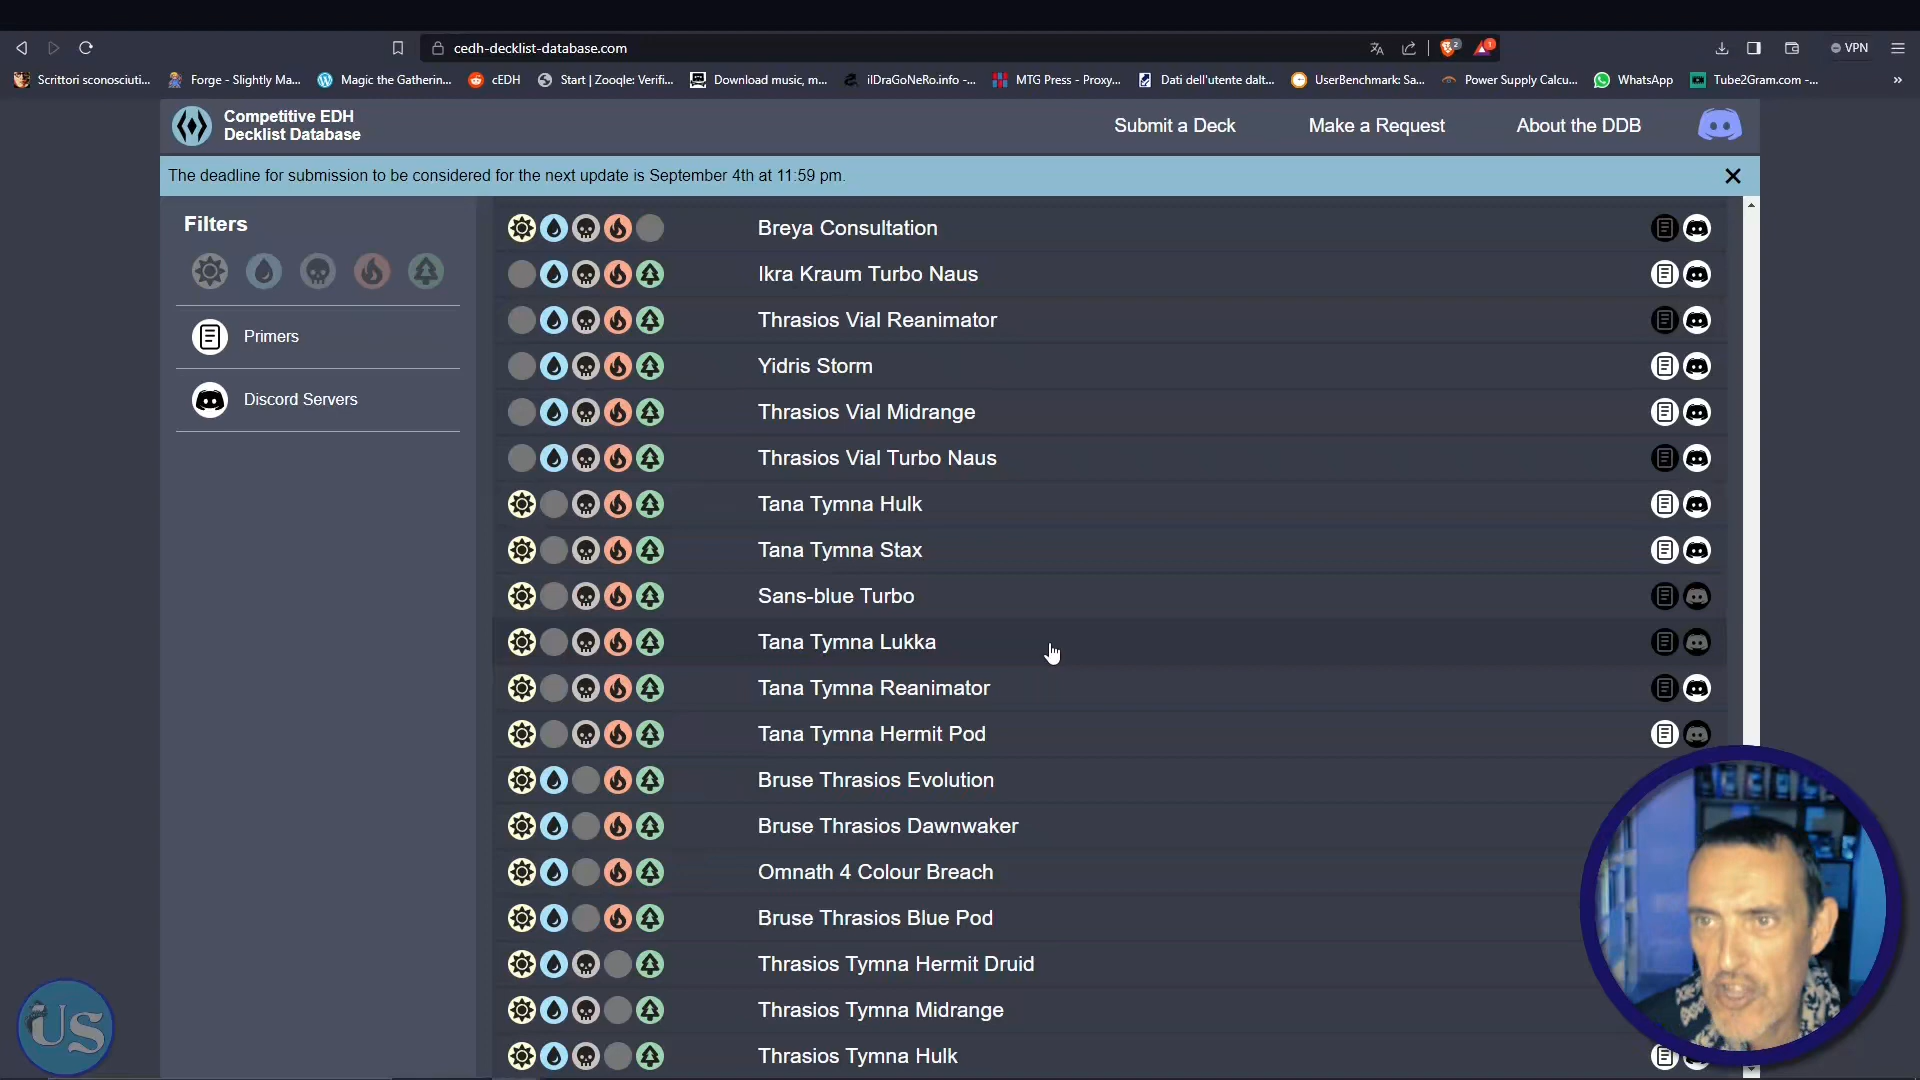 cedh-decklist-database.com
2
1
VPN
Scrittori sconosciuti...
Forge - Slightly Ma...
Magic the Gatherin...
cEDH
Start | Zooqle: Verifi...
Download music, m...
ilDraGoNeRo.info -...
MTG Press - Proxy...
Dati dell'utente dalt...
UserBenchmark: Sa...
Power Supply Calcu...
WhatsApp
Tube2Gram.com -...
Competitive EDH
Decklist Database
Submit a Deck
Make a Request
About the DDB
The deadline for submission to be considered for the next update is September 4th at 11:59 pm.
Filters
Primers
Discord Servers
Breya Consultation
Ikra Kraum Turbo Naus
Thrasios Vial Reanimator
Yidris Storm
Thrasios Vial Midrange
Thrasios Vial Turbo Naus
Tana Tymna Hulk
Tana Tymna Stax
Sans-blue Turbo
Tana Tymna Lukka
Tana Tymna Reanimator
Tana Tymna Hermit Pod
Bruse Thrasios Evolution
Bruse Thrasios Dawnwaker
Omnath 4 Colour Breach
Bruse Thrasios Blue Pod
Thrasios Tymna Hermit Druid
Thrasios Tymna Midrange
Thrasios Tymna Hulk
US